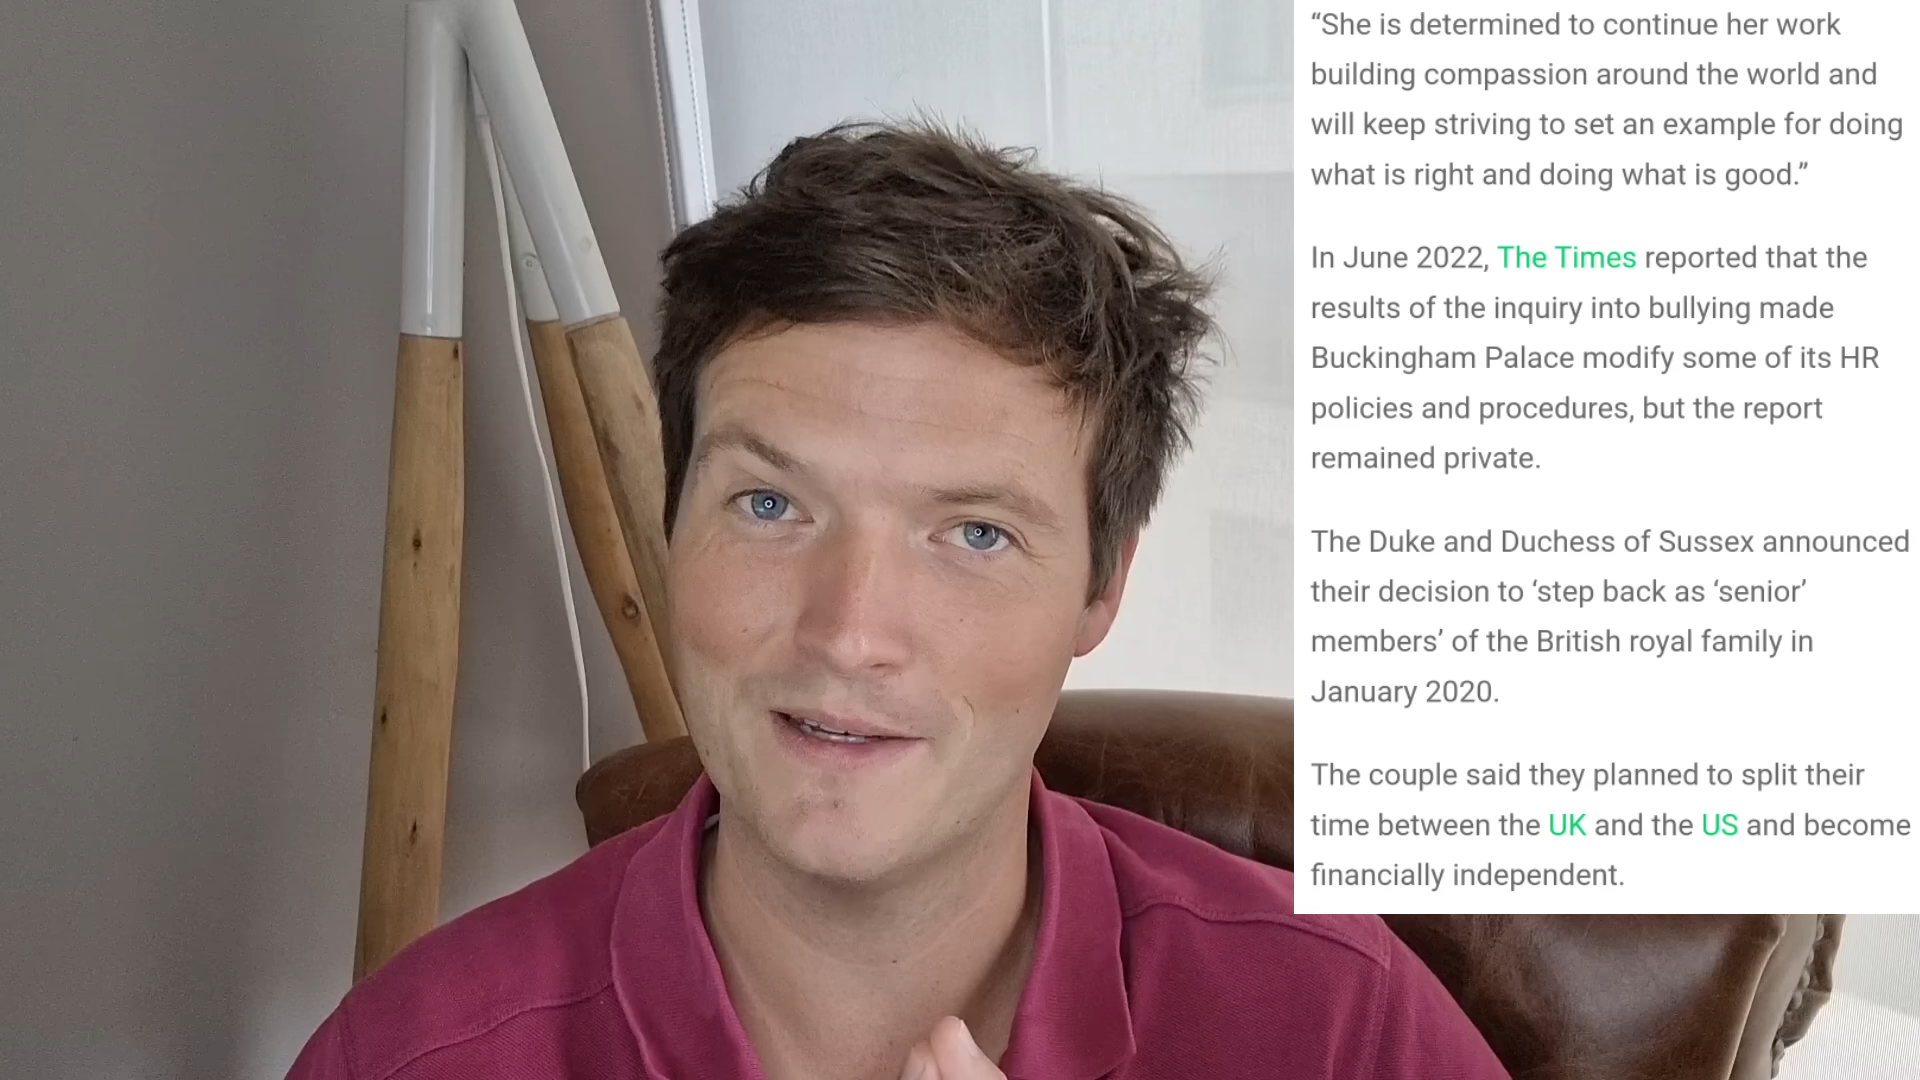 “She is determined to continue her work
building compassion around the world and
will keep striving to set an example for doing
what is right and doing what is good.”
In June 2022, The Times reported that the
results of the inquiry into bullying made
Buckingham Palace modify some of its HR
policies and procedures, but the report
remained private.
The Duke and Duchess of Sussex announced
their decision to ‘step back as ‘senior’
members’ of the British royal family in
January 2020.
The couple said they planned to split their
time between the UK and the US and become
financially independent.